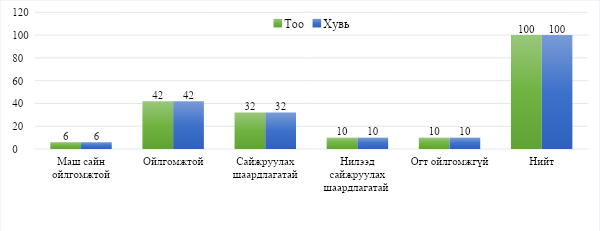 120
Тоо Хувь
100 100
100
80
60
42 42
40
32 32
20
10 10
10 10
6 6
0
Маш сайн
ойлгомжтой
Ойлгомжтой
Сайжруулах
шаардлагатай
Нилээд
сайжруулах
шаардлагатай
Огт ойлгомжгүй
Нийт